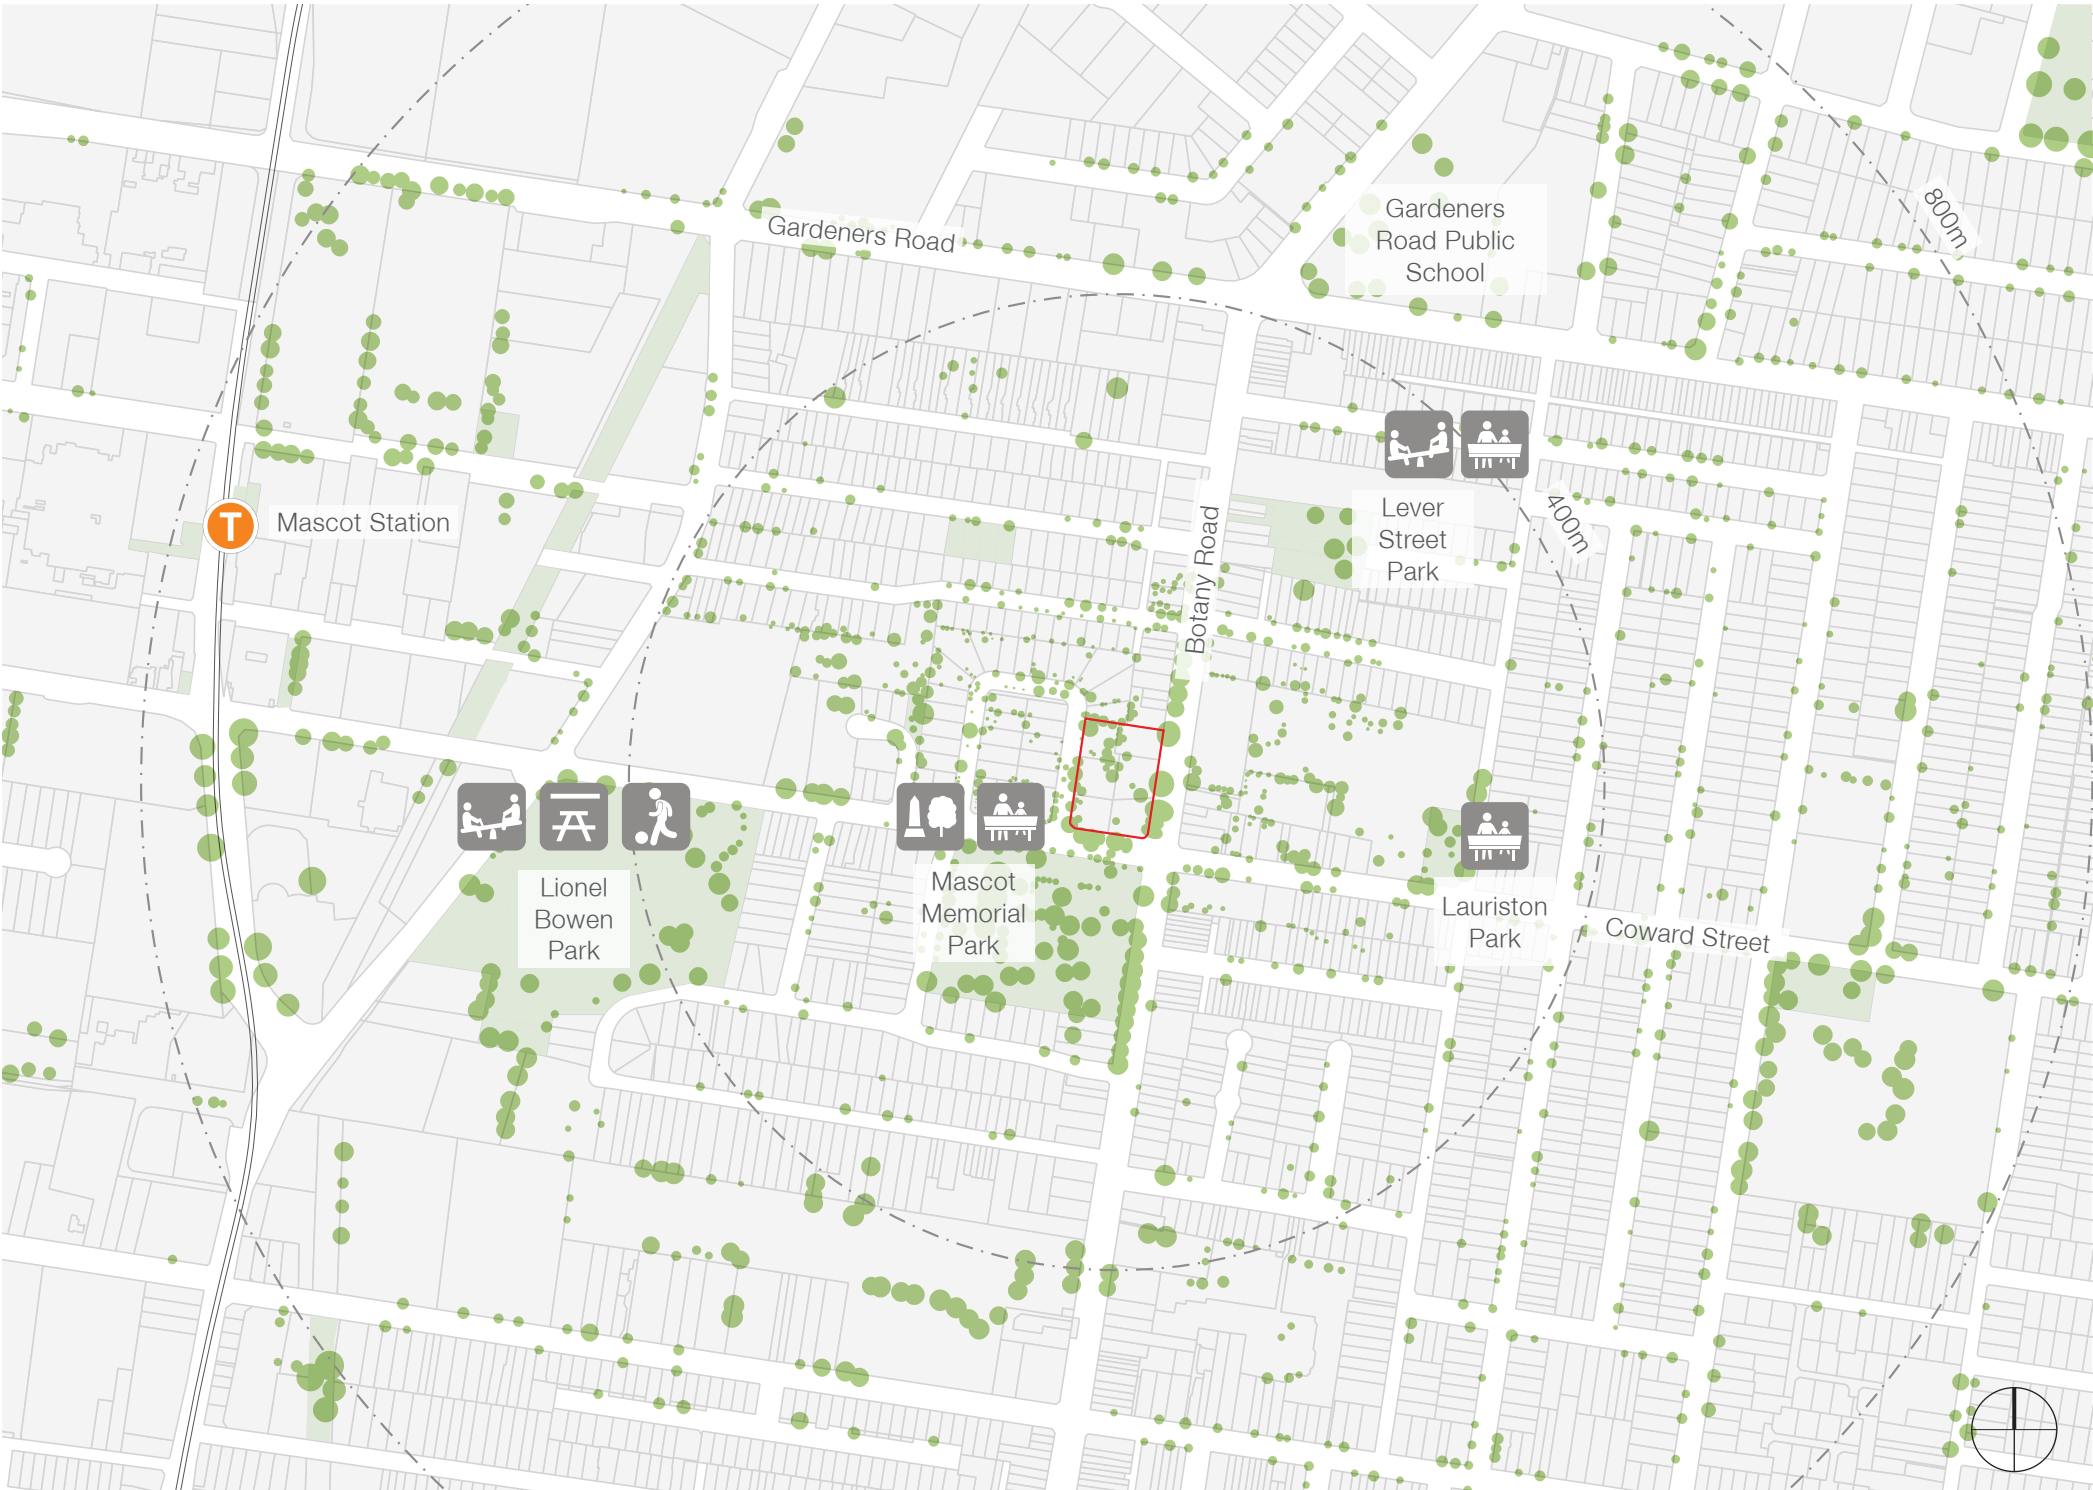 Gardeners Road
Gardeners
Road Public
School
800m
Lever
Street
Park
400m
T
Mascot Station
Botany Road
Lionel
Bowen
Park
Mascot
Memorial
Park
Lauriston
Park
Coward Street